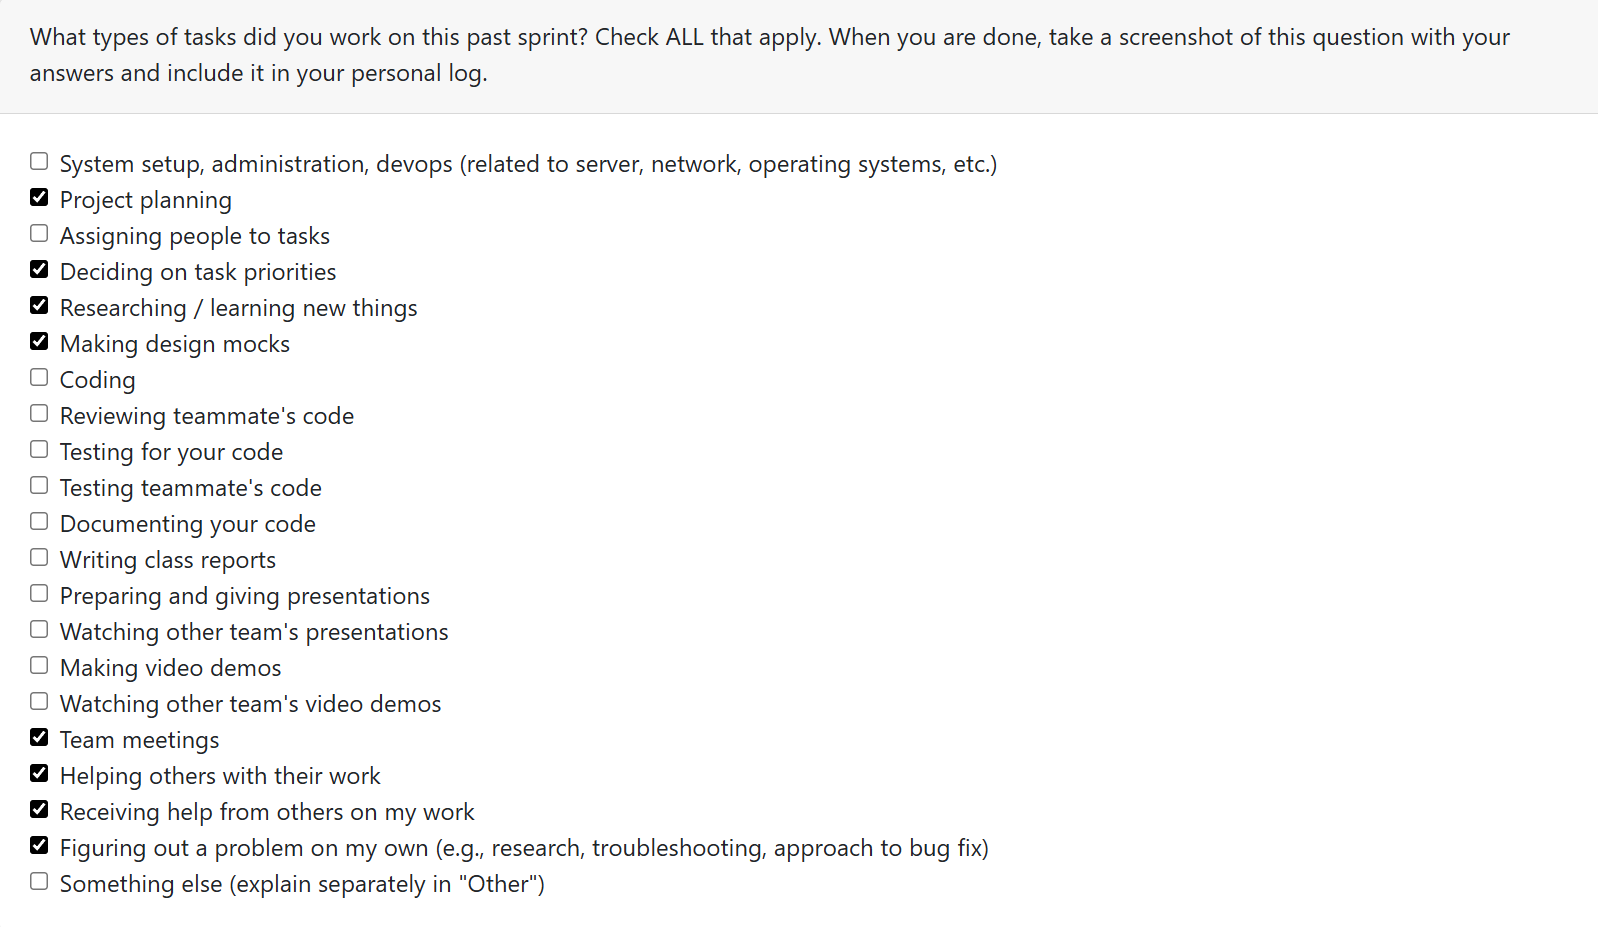 What types of tasks did you work on this past sprint? Check ALL that apply. When you are done, take a screenshot of this question with your
answers and include it in your personal log.
System setup, administration, devops (related to server, network, operating systems, etc.)
Project planning
Assigning people to tasks
Deciding on task priorities
Researching / learning new things
Making design mocks
Coding
Reviewing teammate's code
Testing for your code
Testing teammate's code
Documenting your code
Writing class reports
Preparing and giving presentations
Watching other team's presentations
Making video demos
Watching other team's video demos
Team meetings
Helping others with their work
Receiving help from others on my work
Figuring out a problem on my own (e.g., research, troubleshooting, approach to bug fix)
Something else (explain separately in "Other")